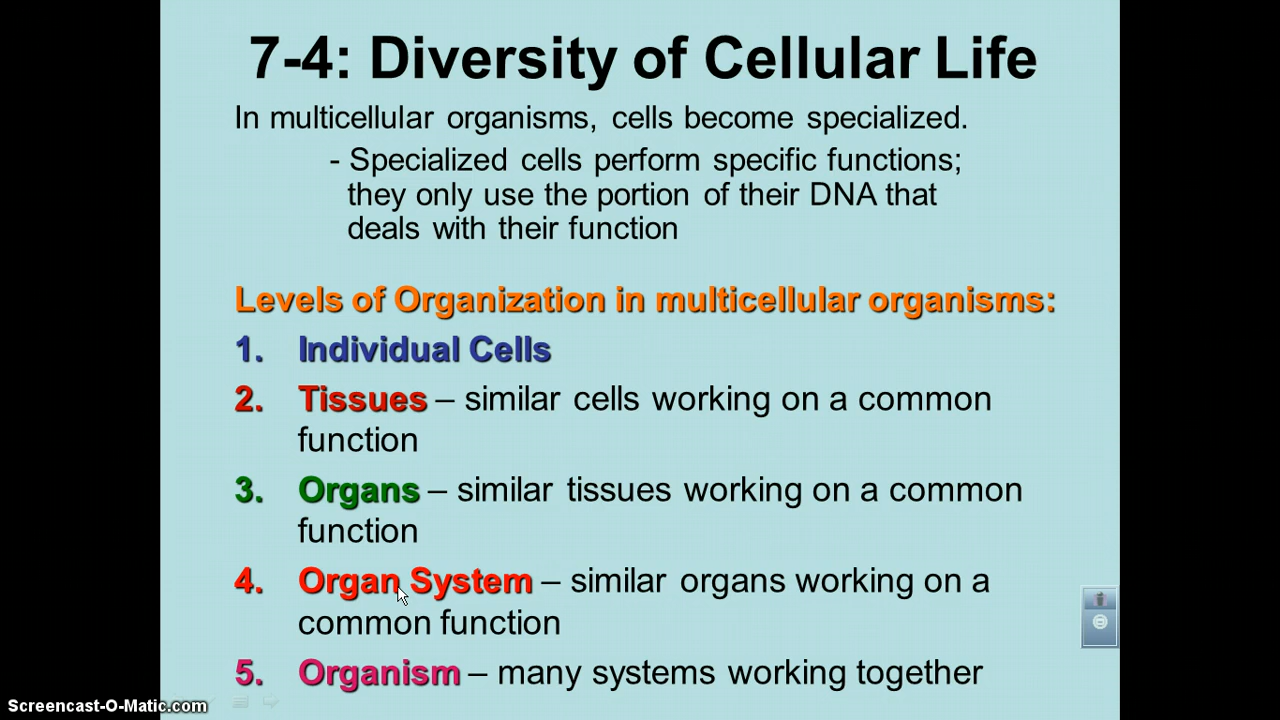 7-4: Diversity of Cellular Life
In multicellular organisms, cells become specialized.
- Specialized cells perform specific functions;
they only use the portion of their DNA that
deals with their function
Levels of Organization in multicellular organisms:
1. Individual Cells
2. Tissues – similar cells working on a common
function
3. Organs – similar tissues working on a common
function
4. Organ System – similar organs working on a
common function
5. Organism – many systems working together
Screencast-O-Matic.com